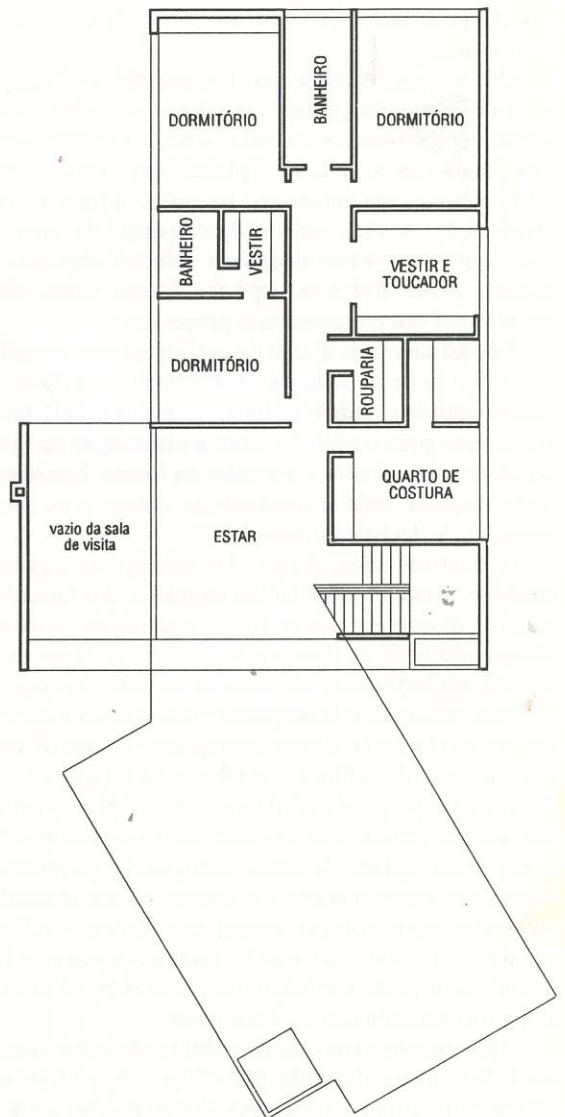 DORMITÓRIO
BANHEIRO
DORMITÓRIO
BANHEIRO
VESTIR
VESTIR E
TOUCADOR
DORMITÓRIO
ROUPARIA
QUARTO DE
COSTURA
vazio da sala
de visita
ESTAR